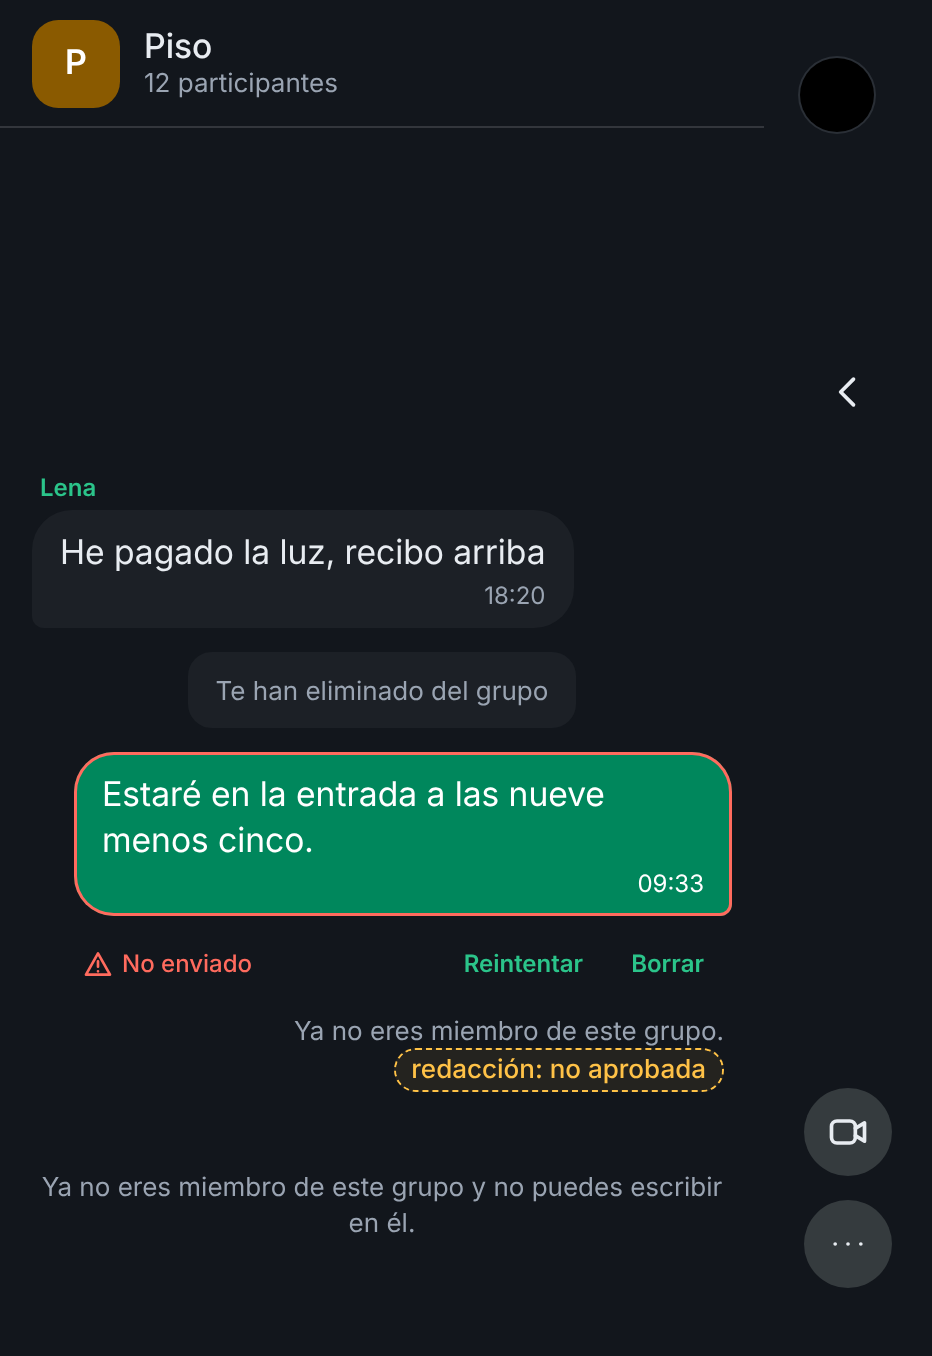 P
Piso
12 participantes
Lena
He pagado la luz, recibo arriba
18:20
Te han eliminado del grupo
Estaré en la entrada a las nueve
menos cinco.
09:33
No enviado
Reintentar
Borrar
Ya no eres miembro de este grupo.
redacción: no aprobada
Ya no eres miembro de este grupo y no puedes escribir
en él.